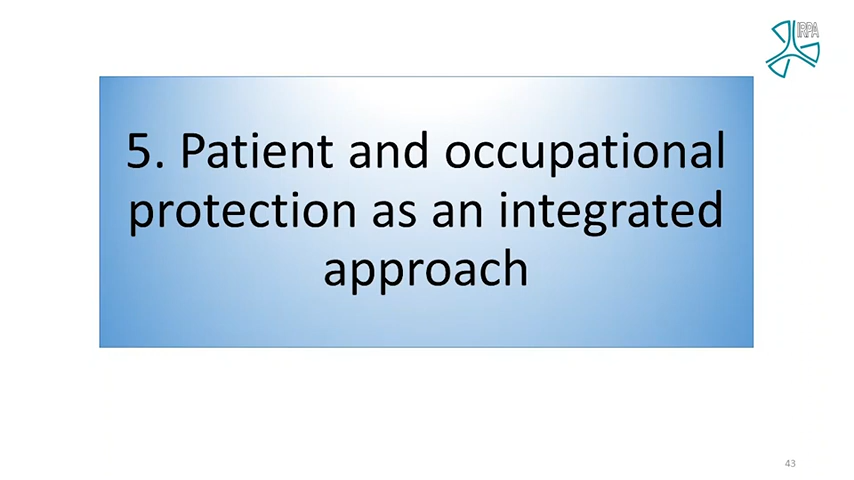 IRPA
5. Patient and occupational
protection as an integrated
approach
43